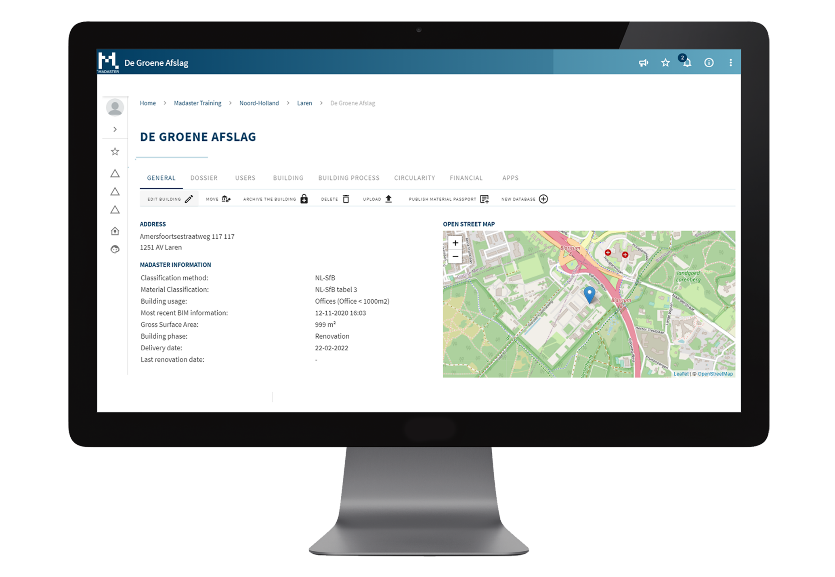 MADASTER
De Groene Afslag
2
Home > Madaster Training > Noord-Holland > Laren > De Groene Afslag
DE GROENE AFSLAG
GENERAL DOSSIER USERS BUILDING BUILDING PROCESS CIRCULARITY FINANCIAL APPS
EDIT BUILDING MOVE ARCHIVE THE BUILDING DELETE UPLOAD PUBLISH MATERIAL PASSPORT NEW DATABASE
ADDRESS
Amersfoortsestraatweg 117 117
1251 AV Laren
MADASTER INFORMATION
Classification method: NL-SfB
Material Classification: NL-SfB tabel 3
Building usage: Offices (Office < 1000m2)
Most recent BIM information: 12-11-2020 16:03
Gross Surface Area: 999 m²
Building phase: Renovation
Delivery date: 22-02-2022
Last renovation date: -
OPEN STREET MAP
+
−
Leaflet | © OpenStreetMap